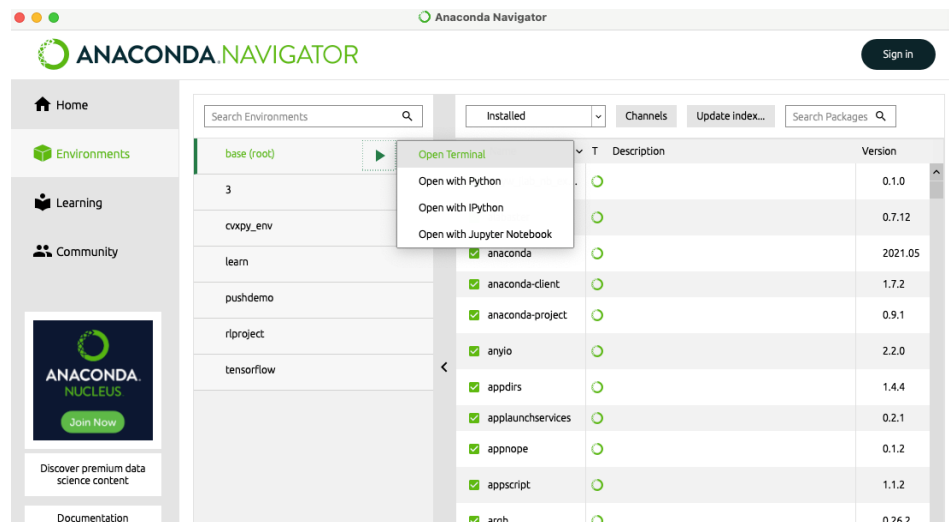 Anaconda Navigator
ANACONDA.NAVIGATOR
Sign in
Home
Environments
Learning
Community
ANACONDA.
NUCLEUS
Join Now
Discover premium data
science content
Documentation
Search Environments
base (root)
3
cvxpy_env
learn
pushdemo
rlproject
tensorflow
Open Terminal
Open with Python
Open with IPython
Open with Jupyter Notebook
Installed
Channels
Update index...
Search Packages
T Description Version
0.1.0
0.7.12
anaconda 2021.05
anaconda-client 1.7.2
anaconda-project 0.9.1
anyio 2.2.0
appdirs 1.4.4
applaunchservices 0.2.1
appnope 0.1.2
appscript 1.1.2
argh 0.26.2